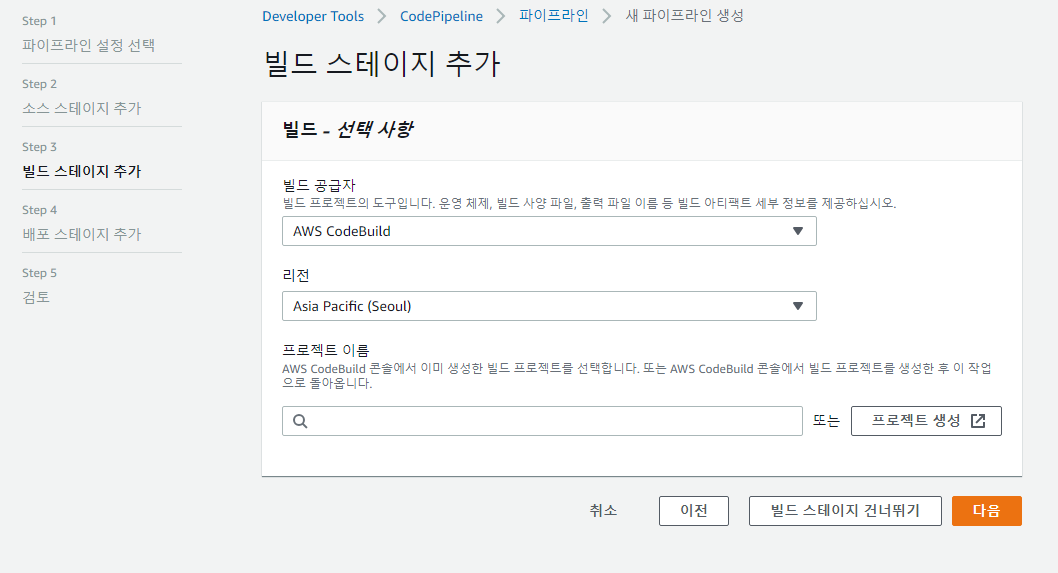 Developer Tools > CodePipeline > 파이프라인 > 새 파이프라인 생성
Step 1
파이프라인 설정 선택
Step 2
소스 스테이지 추가
Step 3
빌드 스테이지 추가
Step 4
배포 스테이지 추가
Step 5
검토
빌드 스테이지 추가
빌드 - 선택 사항
빌드 공급자
빌드 프로젝트의 도구입니다. 운영 체제, 빌드 사양 파일, 출력 파일 이름 등 빌드 아티팩트 세부 정보를 제공하십시오.
AWS CodeBuild
리전
Asia Pacific (Seoul)
프로젝트 이름
AWS CodeBuild 콘솔에서 이미 생성한 빌드 프로젝트를 선택합니다. 또는 AWS CodeBuild 콘솔에서 빌드 프로젝트를 생성한 후 이 작업
으로 돌아옵니다.
또는 프로젝트 생성
취소 이전 빌드 스테이지 건너뛰기 다음